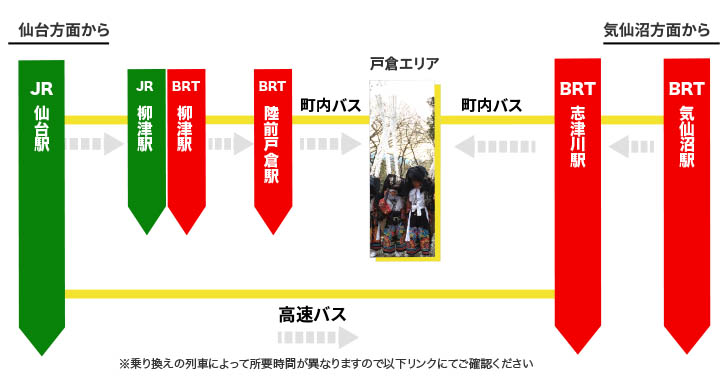 仙台方面から
気仙沼方面から
戸倉エリア
JR
仙台駅
JR
柳津駅
BRT
柳津駅
BRT
陸前戸倉駅
町内バス
町内バス
BRT
志津川駅
BRT
気仙沼駅
高速バス
※乗り換えの列車によって所要時間が異なりますので以下リンクにてご確認ください